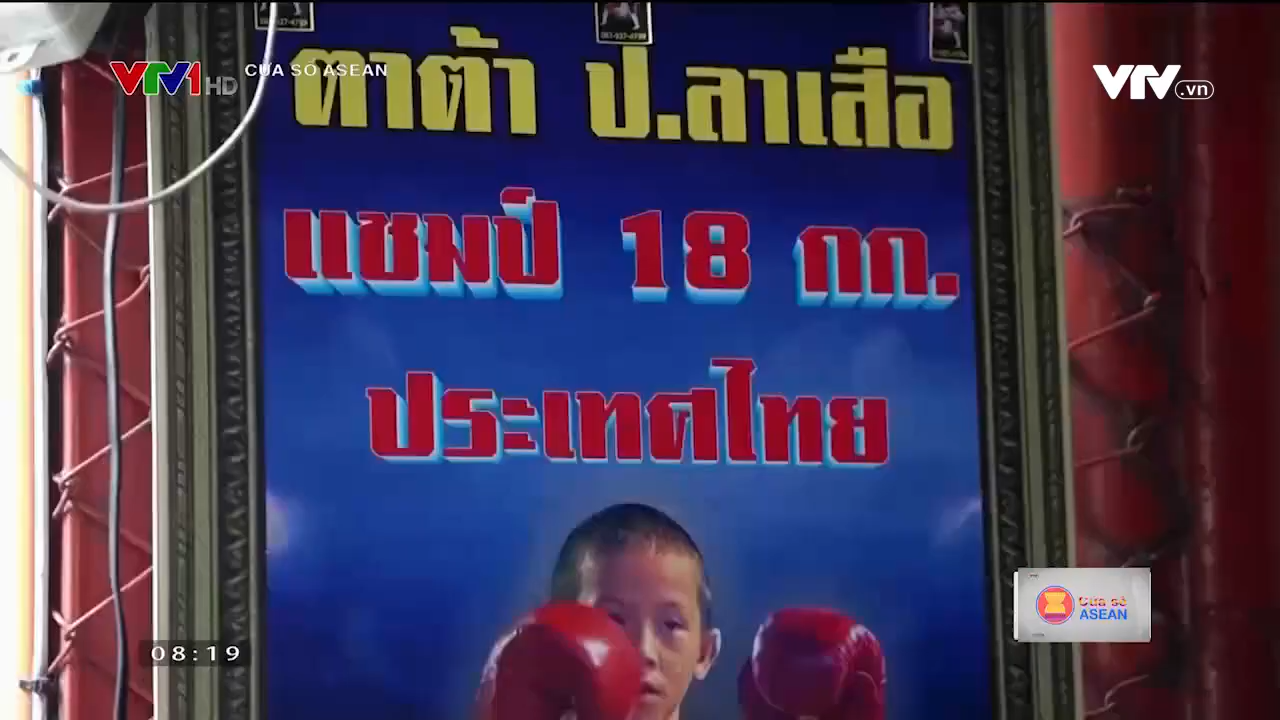 VTV1 HD
CỬA SỔ ASEAN
VTV.vn
ตาต้า ป.ลาเสือ
แชมป์ 18 กก.
ประเทศไทย
Cửa sổ
ASEAN
08:19